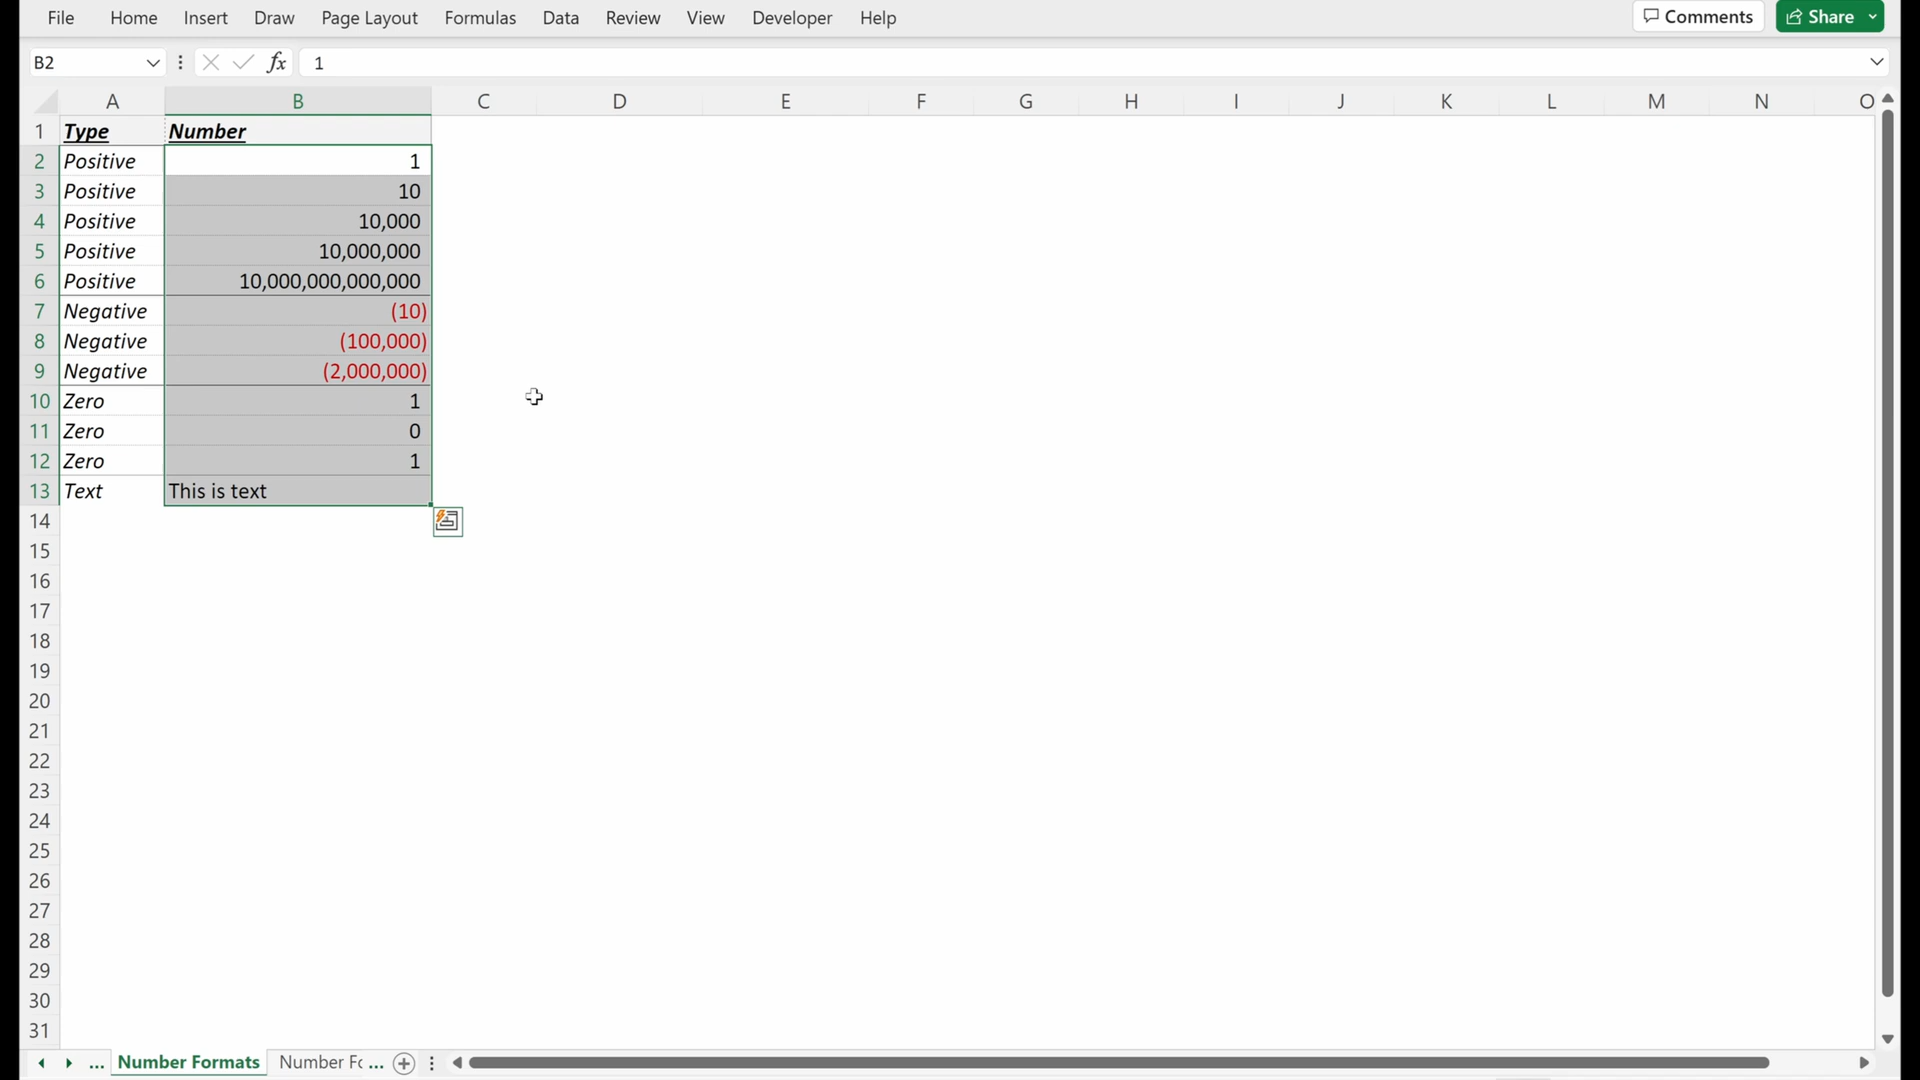 File Home Insert Draw Page Layout Formulas Data Review View Developer Help Comments Share
B2 fx 1
A B C D E F G H I J K L M N O
1 Type Number
2 Positive 1
3 Positive 10
4 Positive 10,000
5 Positive 10,000,000
6 Positive 10,000,000,000,000
7 Negative (10)
8 Negative (100,000)
9 Negative (2,000,000)
10 Zero 1
11 Zero 0
12 Zero 1
13 Text This is text
14
15
16
17
18
19
20
21
22
23
24
25
26
27
28
29
30
31
... Number Formats Number Fc ...